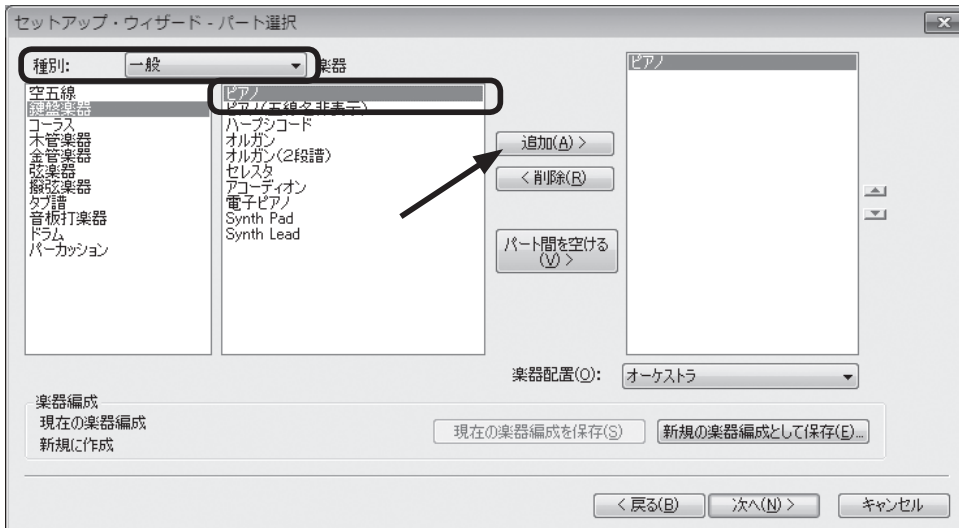 セットアップ・ウィザード - パート選択
種別: 一般
楽器
空五線
鍵盤楽器
コーラス
木管楽器
金管楽器
弦楽器
撥弦楽器
タブ譜
音板打楽器
ドラム
パーカッション
ピアノ
ピアノ(五線名非表示)
ハープシコード
オルガン
オルガン(2段譜)
セレスタ
アコーディオン
電子ピアノ
Synth Pad
Synth Lead
追加(A) >
< 削除(R)
パート間を空ける
(V) >
ピアノ
楽器配置(O): オーケストラ
楽器編成
現在の楽器編成
新規に作成
現在の楽器編成を保存(S)
新規の楽器編成として保存(E)...
< 戻る(B)
次へ(N) >
キャンセル